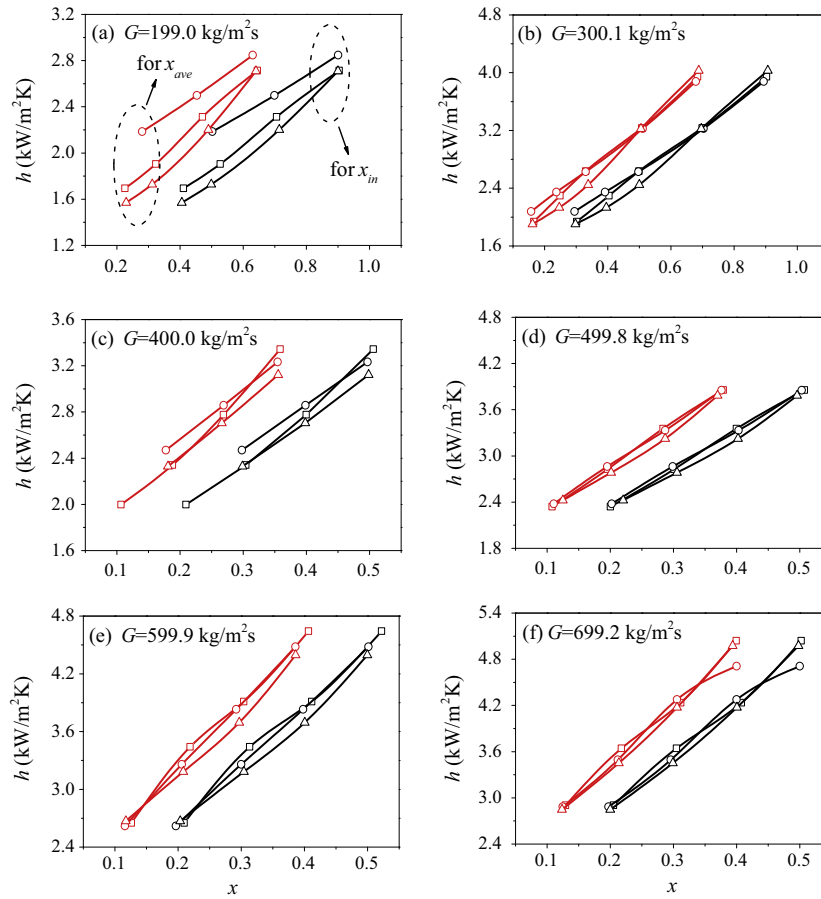 (a) G=199.0 kg/m²s
for x_ave
for x_in
h (kW/m²K)
3.2
2.8
2.4
2.0
1.6
1.2
0.2 0.4 0.6 0.8 1.0
(b) G=300.1 kg/m²s
h (kW/m²K)
4.8
4.0
3.2
2.4
1.6
0.2 0.4 0.6 0.8 1.0
(c) G=400.0 kg/m²s
h (kW/m²K)
3.6
3.2
2.8
2.4
2.0
1.6
0.1 0.2 0.3 0.4 0.5
(d) G=499.8 kg/m²s
h (kW/m²K)
4.8
4.2
3.6
3.0
2.4
1.8
0.1 0.2 0.3 0.4 0.5
(e) G=599.9 kg/m²s
h (kW/m²K)
4.8
4.2
3.6
3.0
2.4
0.1 0.2 0.3 0.4 0.5
x
(f) G=699.2 kg/m²s
h (kW/m²K)
5.4
4.8
4.2
3.6
3.0
2.4
0.1 0.2 0.3 0.4 0.5
x